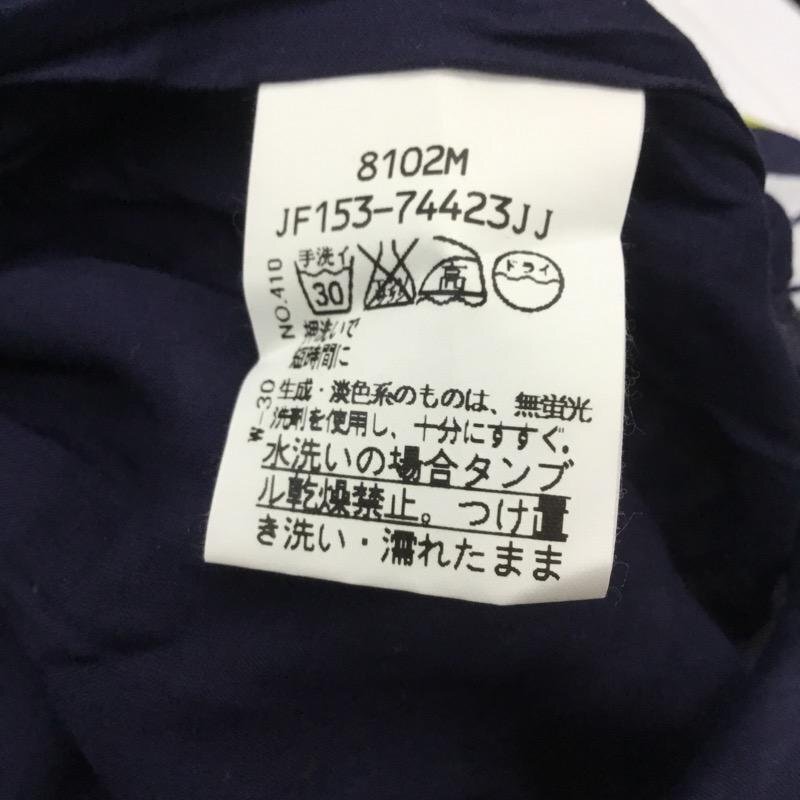 8102M
JF153-74423JJ
手洗イ
30
高
ドライ
NO.410
押洗いで
短時間に
W-30
生成・淡色系のものは、無蛍光
洗剤を使用し、十分にすすぐ.
水洗いの場合タンブ
ル乾燥禁止。つけ置
き洗い・濡れたまま